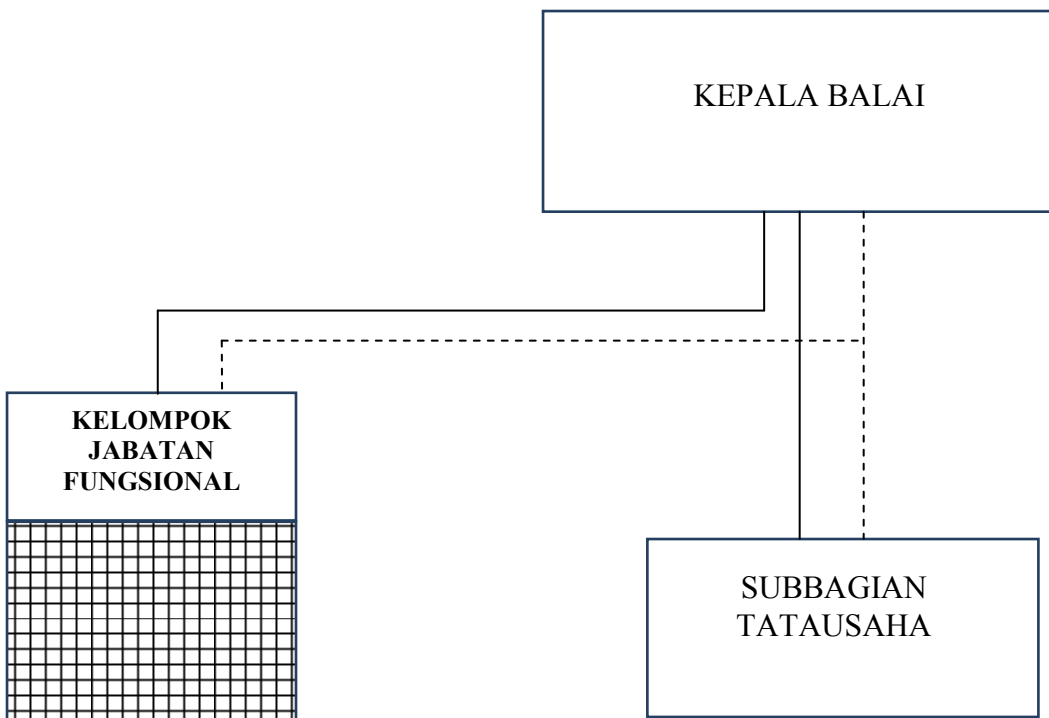 KEPALA BALAI
KELOMPOK
JABATAN
FUNGSIONAL
SUBBAGIAN
TATAUSAHA